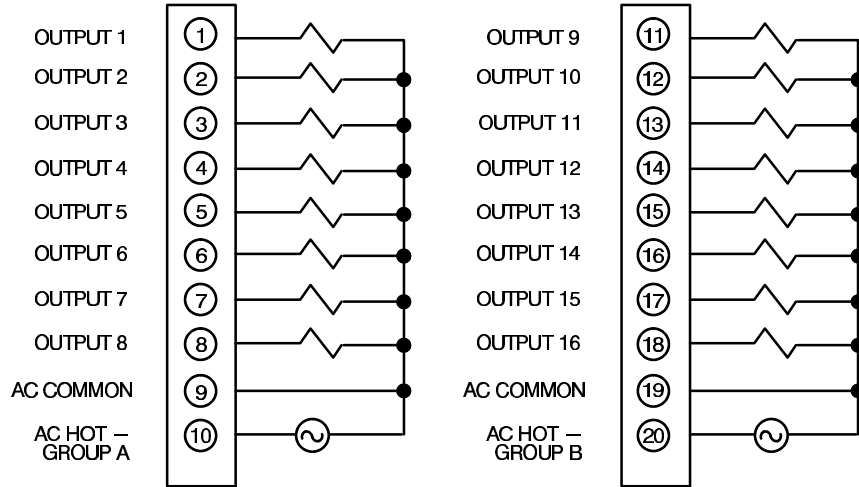 OUTPUT 1 1
OUTPUT 2 2
OUTPUT 3 3
OUTPUT 4 4
OUTPUT 5 5
OUTPUT 6 6
OUTPUT 7 7
OUTPUT 8 8
AC COMMON 9
AC HOT — 10
GROUP A
OUTPUT 9 11
OUTPUT 10 12
OUTPUT 11 13
OUTPUT 12 14
OUTPUT 13 15
OUTPUT 14 16
OUTPUT 15 17
OUTPUT 16 18
AC COMMON 19
AC HOT — 20
GROUP B